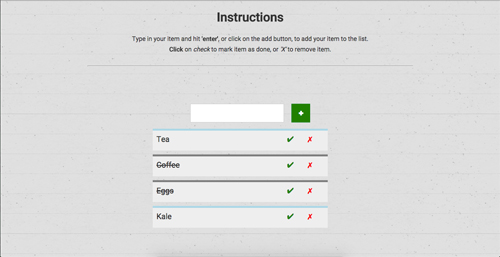 Instructions
Type in your item and hit 'enter', or click on the add button, to add your item to the list.
Click on check to mark item as done, or 'X' to remove item.
+
Tea ✔ ✗
Coffee ✔ ✗
Eggs ✔ ✗
Kale ✔ ✗